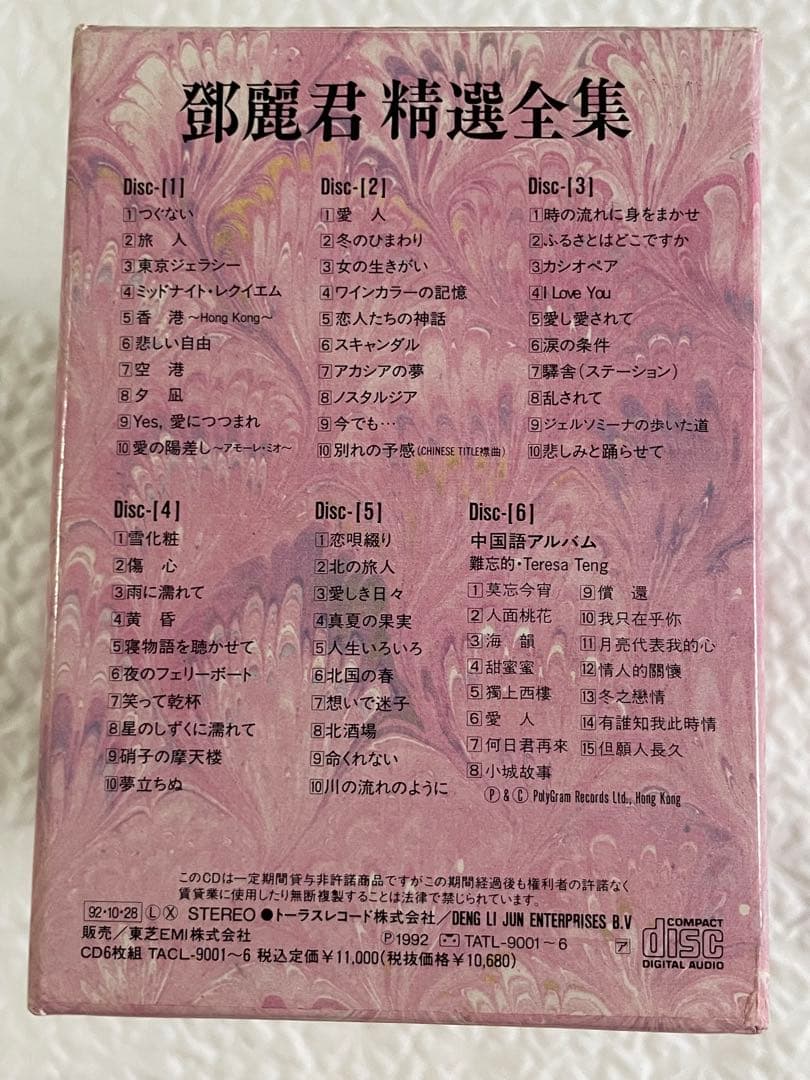 鄧麗君 精選全集
Disc-[1]
1つぐない
2旅 人
3東京ジェラシー
4ミッドナイト・レクイエム
5香 港 〜Hong Kong〜
6悲しい自由
7空 港
8夕 凪
9Yes, 愛につつまれ
10愛の陽差し〜アモーレ・ミオ〜
Disc-[2]
1愛 人
2冬のひまわり
3女の生きがい
4ワインカラーの記憶
5恋人たちの神話
6スキャンダル
7アカシアの夢
8ノスタルジア
9今でも…
10別れの予感(CHINESE TITLE襟曲)
Disc-[3]
1時の流れに身をまかせ
2ふるさとはどこですか
3カシオペア
4I Love You
5愛し愛されて
6涙の条件
7驛舎(ステーション)
8乱されて
9ジェルソミーナの歩いた道
10悲しみと踊らせて
Disc-[4]
1雪化粧
2傷 心
3雨に濡れて
4黄 昏
5寝物語を聴かせて
6夜のフェリーボート
7笑って乾杯
8星のしずくに濡れて
9硝子の摩天楼
10夢立ちぬ
Disc-[5]
1恋唄綴り
2北の旅人
3愛しき日々
4真夏の果実
5人生いろいろ
6北国の春
7想いで迷子
8北酒場
9命くれない
10川の流れのように
Disc-[6]
中国語アルバム
難忘的・Teresa Teng
1莫忘今宵
2人面桃花
3海 韻
4甜蜜蜜
5獨上西樓
6愛 人
7何日君再來
8小城故事
9償 還
10我只在乎你
11月亮代表我的心
12情人的關懷
13冬之戀情
14有誰知我此時情
15但願人長久
Ⓟ & Ⓒ PolyGram Records Ltd., Hong Kong
このCDは一定期間貸与非許諾商品ですがこの期間経過後も権利者の許諾なく
賃貸業に使用したり無断複製することは法律で禁じられています。
92・10・28 Ⓛ Ⓧ STEREO ●トーラスレコード株式会社/DENG LI JUN ENTERPRISES B.V
販売/東芝EMI株式会社 Ⓟ1992 TATL-9001〜6 ア
CD6枚組 TACL-9001〜6 税込定価¥11,000(税抜価格¥10,680)
COMPACT
disc
DIGITAL AUDIO